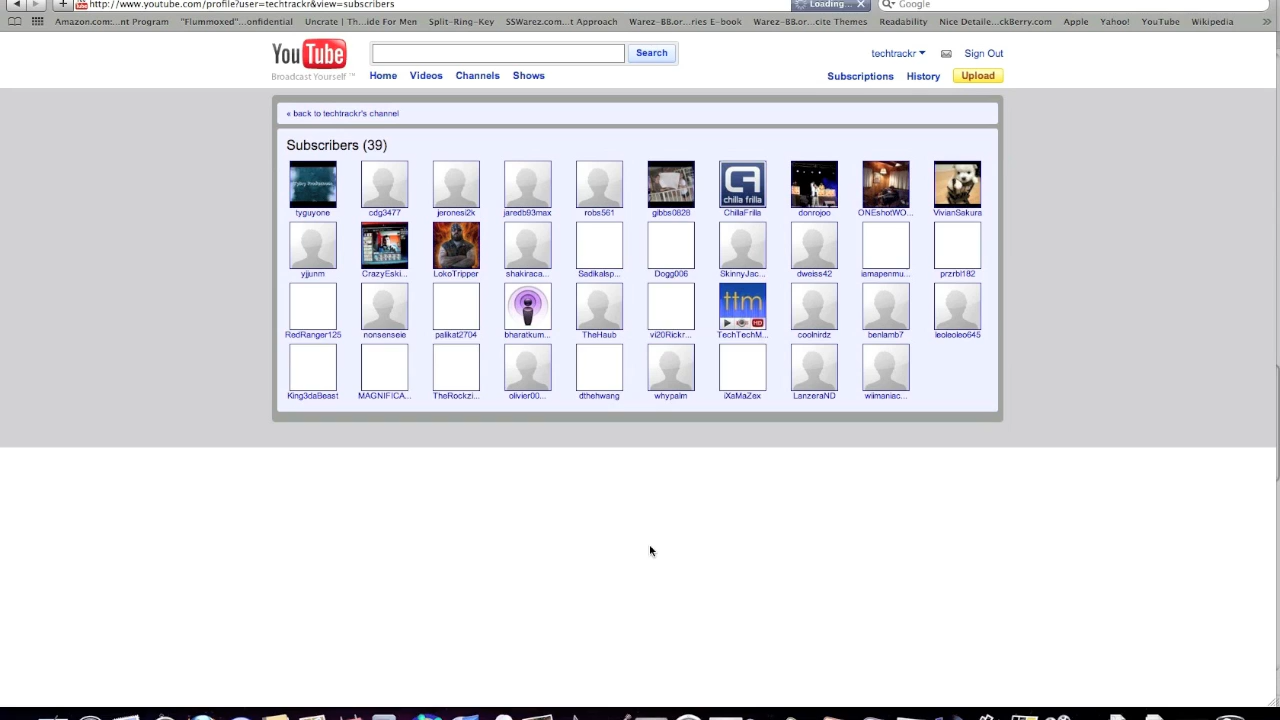 http://www.youtube.com/profile?user=techtrackr&view=subscribers Loading... Google
Amazon.com...nt Program "Flummoxed"...onfidential Uncrate | Th...ide For Men Split-Ring-Key SSWarez.com...t Approach Warez-BB.or...ries E-book Warez-BB.or...cite Themes Readability Nice Detaile...ckBerry.com Apple Yahoo! YouTube Wikipedia
YouTube Search techtrackr Sign Out
Broadcast Yourself ™ Home Videos Channels Shows Subscriptions History Upload
« back to techtrackr's channel
Subscribers (39)
CA
chilla frilla
tyguyone cdg3477 jeronesi2k jaredb93max robs561 gibbs0828 ChillaFrilla donrojoo ONEshotWO... VivianSakura
yjjunm CrazyEski... LokoTripper shakiraca... Sadikalsp... Dogg006 SkinnyJac... dweiss42 iamapenmu... przrbl182
ttm
HD
RedRanger125 nonsenseie palikat2704 bharatkum... TheHaub vi20Rickr... TechTechM... coolnirdz benlamb7 leoleoleo645
King3daBeast MAGNIFICA... TheRockzi... olivier00... dthehwang whypalm iXaMaZex LanzeraND wiimaniac...